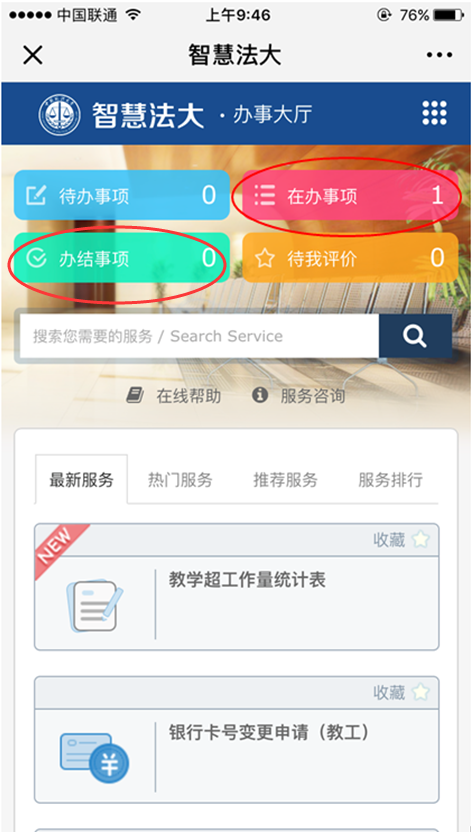 中国联通 上午9:46 76%
智慧法大
智慧法大 · 办事大厅
待办事项 0 在办事项 1
办结事项 0 待我评价 0
搜索您需要的服务 / Search Service
在线帮助 服务咨询
最新服务 热门服务 推荐服务 服务排行
NEW 收藏
教学超工作量统计表
收藏
银行卡号变更申请（教工）